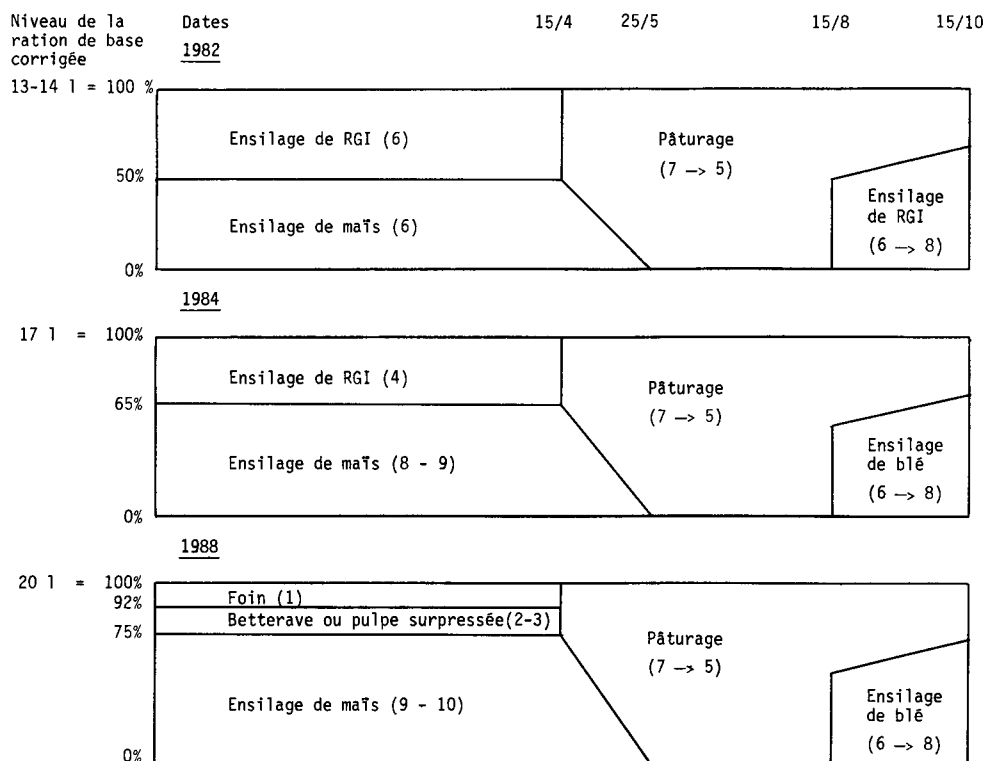 Niveau de la
ration de base
corrigée
Dates
15/4
25/5
15/8
15/10
1982
13-14 l = 100 %
50%
0%
Ensilage de RGI (6)
Ensilage de maïs (6)
Pâturage
(7 —> 5)
Ensilage
de RGI
(6 —> 8)
1984
17 l = 100%
65%
0%
Ensilage de RGI (4)
Ensilage de maïs (8 - 9)
Pâturage
(7 —> 5)
Ensilage
de blé
(6 —> 8)
1988
20 l = 100%
92%
75%
0%
Foin (1)
Betterave ou pulpe surpressée(2-3)
Ensilage de maïs (9 - 10)
Pâturage
(7 —> 5)
Ensilage
de blé
(6 —> 8)